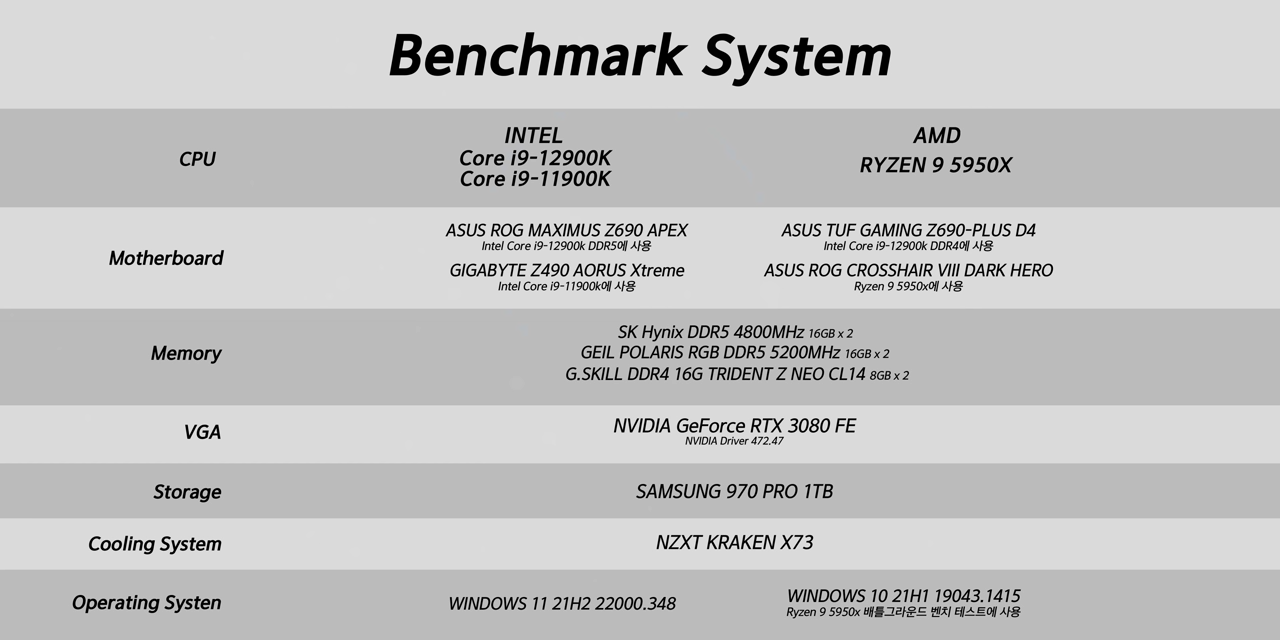 Benchmark System
CPU
INTEL
Core i9-12900K
Core i9-11900K
AMD
RYZEN 9 5950X
Motherboard
ASUS ROG MAXIMUS Z690 APEX
Intel Core i9-12900k DDR5에 사용
GIGABYTE Z490 AORUS Xtreme
Intel Core i9-11900k에 사용
ASUS TUF GAMING Z690-PLUS D4
Intel Core i9-12900k DDR4에 사용
ASUS ROG CROSSHAIR VIII DARK HERO
Ryzen 9 5950x에 사용
Memory
SK Hynix DDR5 4800MHz 16GB x 2
GEIL POLARIS RGB DDR5 5200MHz 16GB x 2
G.SKILL DDR4 16G TRIDENT Z NEO CL14 8GB x 2
VGA
NVIDIA GeForce RTX 3080 FE
NVIDIA Driver 472.47
Storage
SAMSUNG 970 PRO 1TB
Cooling System
NZXT KRAKEN X73
Operating Systen
WINDOWS 11 21H2 22000.348
WINDOWS 10 21H1 19043.1415
Ryzen 9 5950x 배틀그라운드 벤치 테스트에 사용